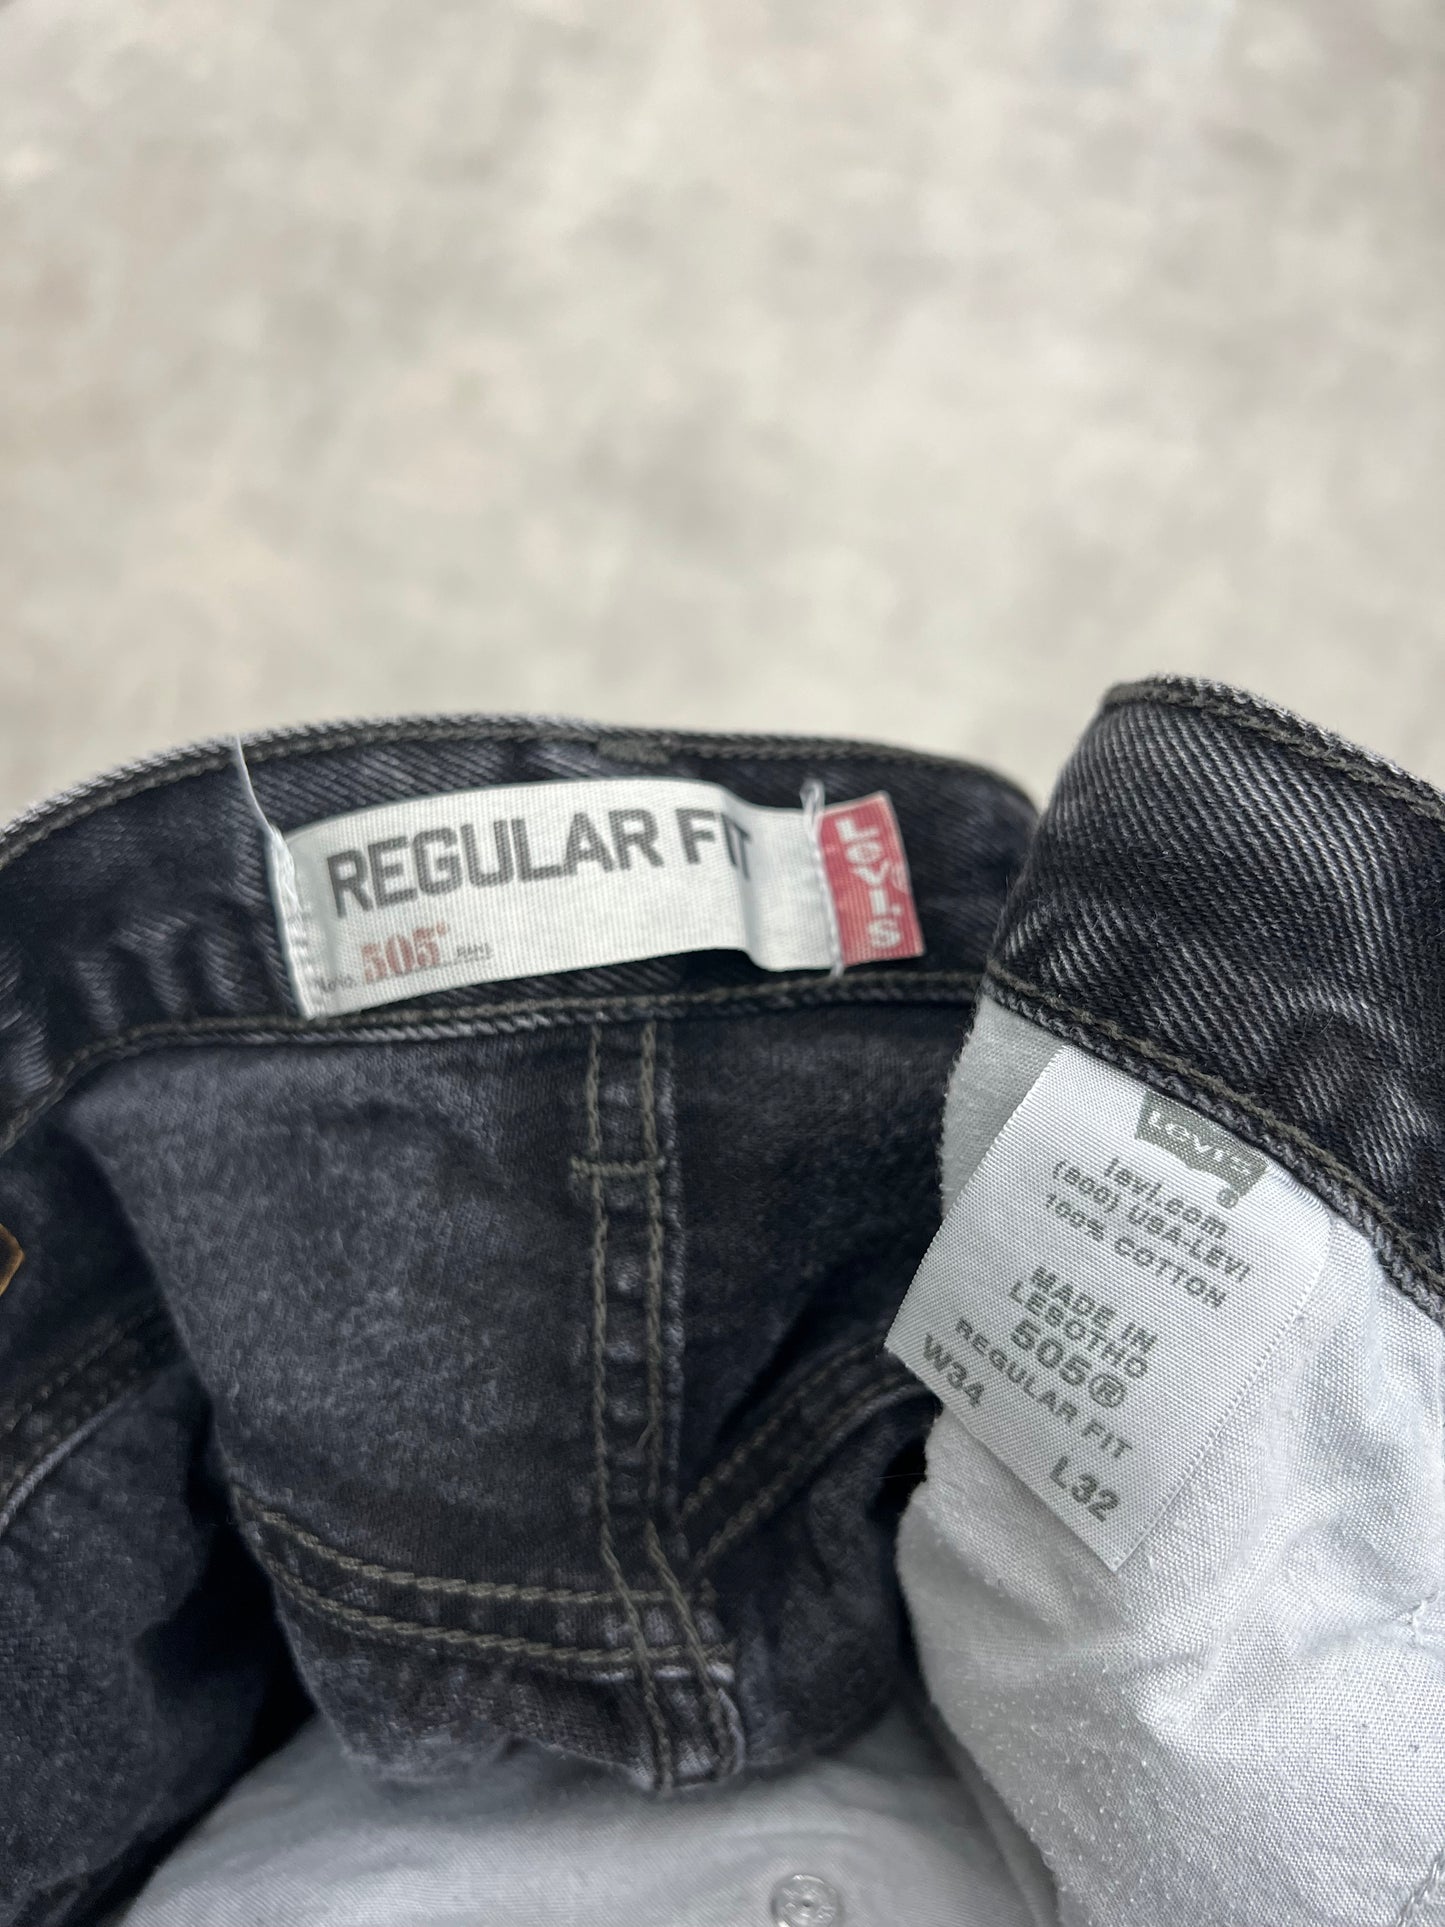 REGULAR FIT
505®
LEVI'S
LEVI'S®
levi.com
(800) USA-LEVI
100% COTTON
MADE IN
LESOTHO
505®
REGULAR FIT
W34 L32